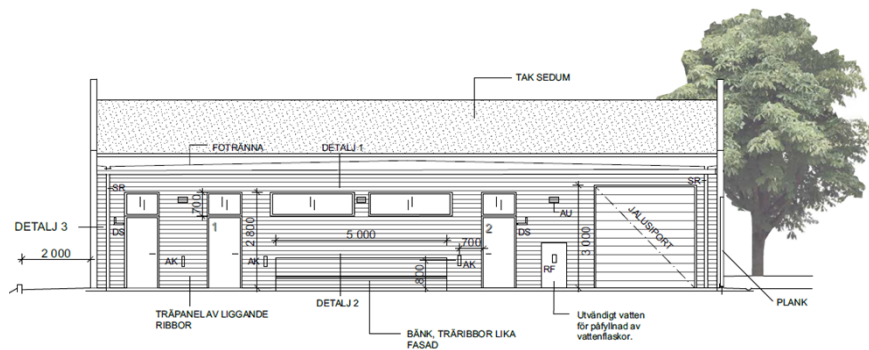 TAK SEDUM
FOTRÄNNA
DETALJ 1
SR
SR
700
1
2 800
DETALJ 3
DS
2 000
AK
AK
5 000
700
AK
800
2
DS
AU
RF
3 000
JALUSIPORT
TRÄPANEL AV LIGGANDE
RIBBOR
DETALJ 2
BÄNK, TRÄRIBBOR LIKA
FASAD
Utvändigt vatten
för påfyllnad av
vattenflaskor.
PLANK